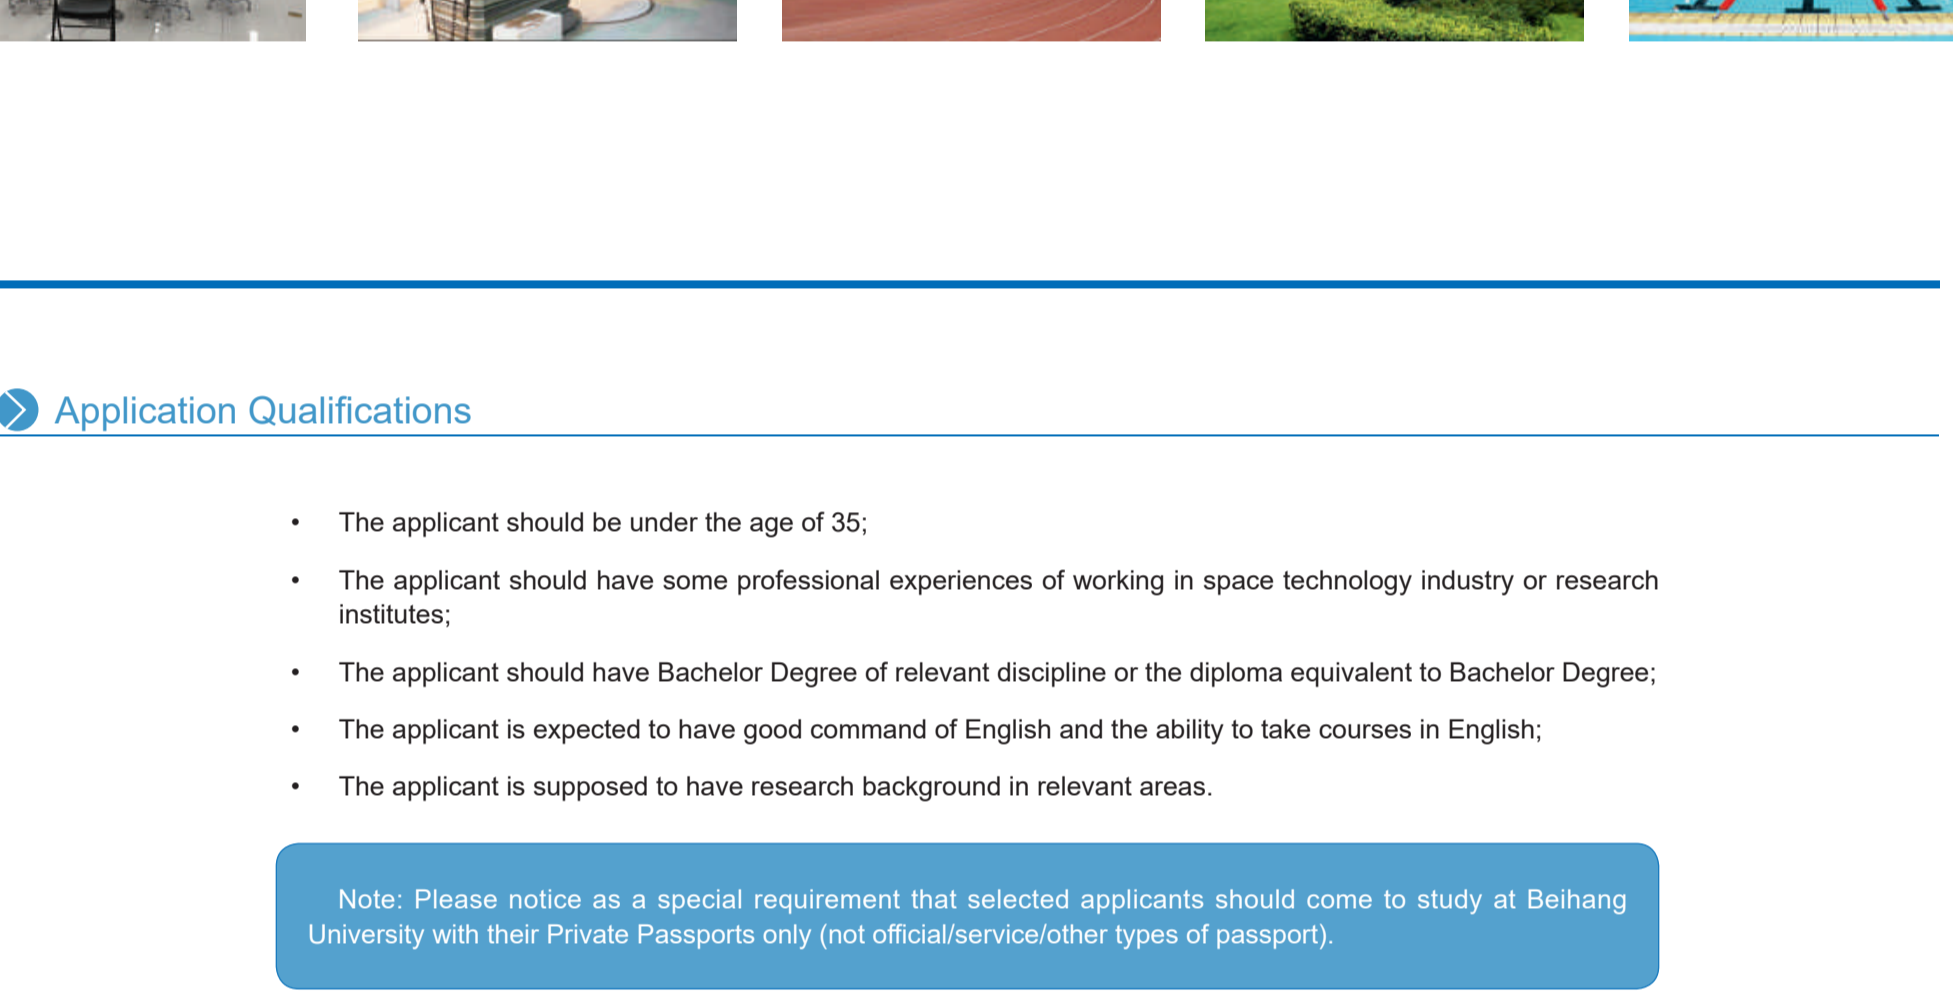 Application Qualifications
• The applicant should be under the age of 35;
• The applicant should have some professional experiences of working in space technology industry or research
institutes;
• The applicant should have Bachelor Degree of relevant discipline or the diploma equivalent to Bachelor Degree;
• The applicant is expected to have good command of English and the ability to take courses in English;
• The applicant is supposed to have research background in relevant areas.
Note: Please notice as a special requirement that selected applicants should come to study at Beihang
University with their Private Passports only (not official/service/other types of passport).